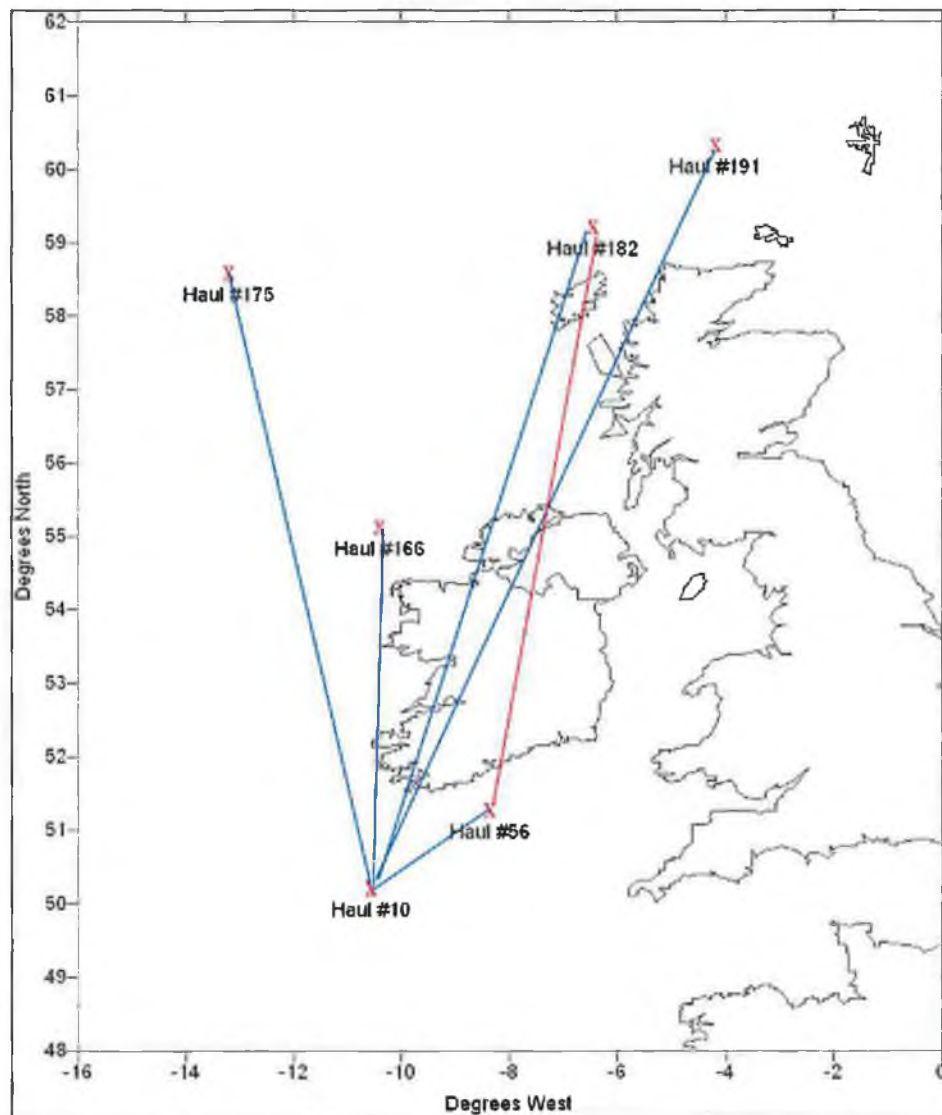 62
61
60
59
58
57
56
55
54
53
52
51
50
49
48
Degrees North
Haul #191
Haul #182
Haul #175
Haul #166
Haul #56
Haul #10
-16 -14 -12 -10 -8 -6 -4 -2 0
Degrees West